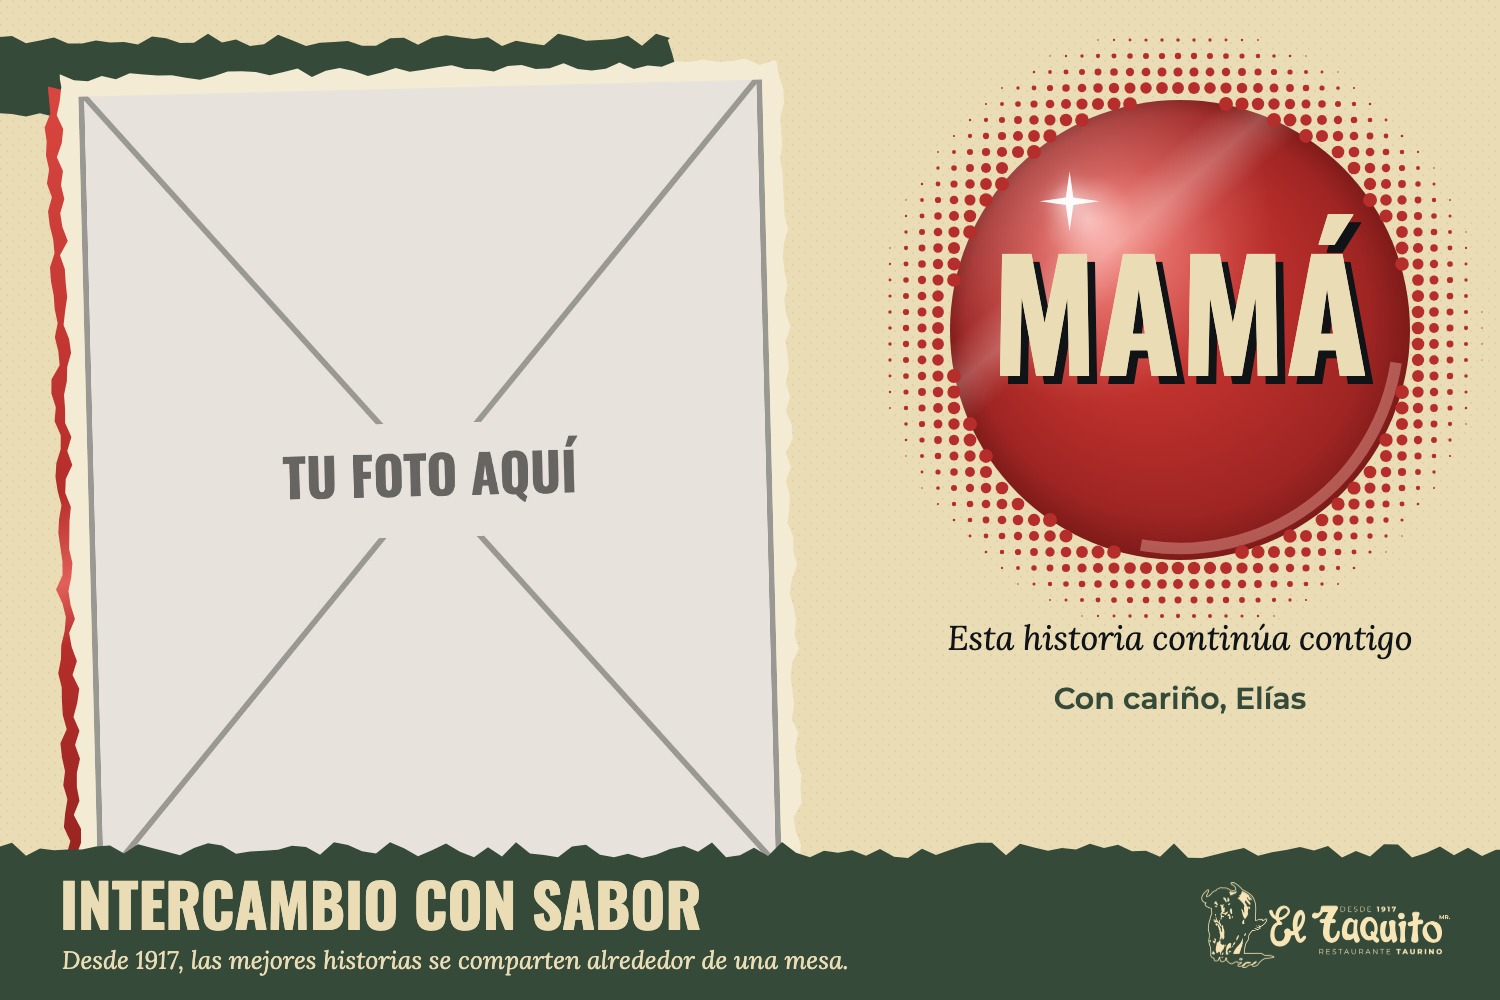 TU FOTO AQUÍ
MAMÁ
Esta historia continúa contigo
Con cariño, Elías
INTERCAMBIO CON SABOR
Desde 1917, las mejores historias se comparten alrededor de una mesa.
DESDE 1917
El Taquito MR.
RESTAURANTE TAURINO